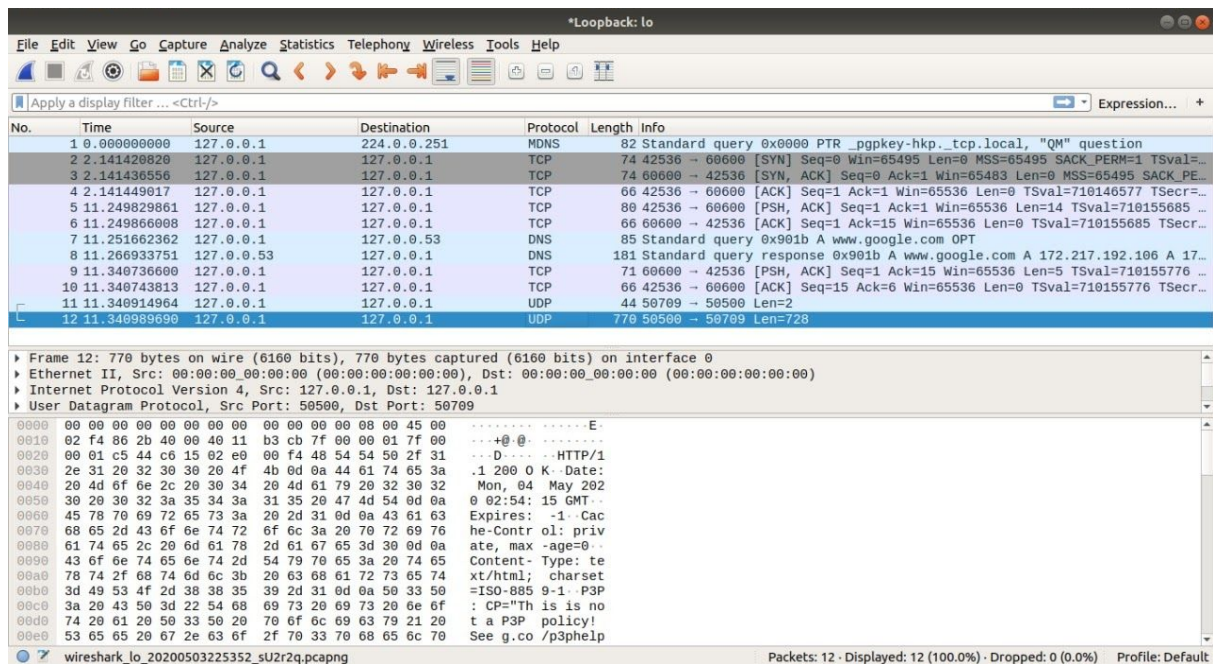 *Loopback: lo
File Edit View Go Capture Analyze Statistics Telephony Wireless Tools Help
Apply a display filter ... <Ctrl-/> Expression... +
No. Time Source Destination Protocol Length Info
1 0.000000000 127.0.0.1 224.0.0.251 MDNS 82 Standard query 0x0000 PTR _pgpkey-hkp._tcp.local, "QM" question
2 2.141420820 127.0.0.1 127.0.0.1 TCP 74 42536 → 60600 [SYN] Seq=0 Win=65495 Len=0 MSS=65495 SACK_PERM=1 TSval=…
3 2.141436556 127.0.0.1 127.0.0.1 TCP 74 60600 → 42536 [SYN, ACK] Seq=0 Ack=1 Win=65483 Len=0 MSS=65495 SACK_PE…
4 2.141449017 127.0.0.1 127.0.0.1 TCP 66 42536 → 60600 [ACK] Seq=1 Ack=1 Win=65536 Len=0 TSval=710146577 TSecr=…
5 11.249829861 127.0.0.1 127.0.0.1 TCP 80 42536 → 60600 [PSH, ACK] Seq=1 Ack=1 Win=65536 Len=14 TSval=710155685 …
6 11.249866008 127.0.0.1 127.0.0.1 TCP 66 60600 → 42536 [ACK] Seq=1 Ack=15 Win=65536 Len=0 TSval=710155685 TSecr…
7 11.251662362 127.0.0.1 127.0.0.53 DNS 85 Standard query 0x901b A www.google.com OPT
8 11.266933751 127.0.0.53 127.0.0.1 DNS 181 Standard query response 0x901b A www.google.com A 172.217.192.106 A 17…
9 11.340736600 127.0.0.1 127.0.0.1 TCP 71 60600 → 42536 [PSH, ACK] Seq=1 Ack=15 Win=65536 Len=5 TSval=710155776 …
10 11.340743813 127.0.0.1 127.0.0.1 TCP 66 42536 → 60600 [ACK] Seq=15 Ack=6 Win=65536 Len=0 TSval=710155776 TSecr…
11 11.340914964 127.0.0.1 127.0.0.1 UDP 44 50709 → 50500 Len=2
12 11.340989690 127.0.0.1 127.0.0.1 UDP 770 50500 → 50709 Len=728
Frame 12: 770 bytes on wire (6160 bits), 770 bytes captured (6160 bits) on interface 0
Ethernet II, Src: 00:00:00_00:00:00 (00:00:00:00:00:00), Dst: 00:00:00_00:00:00 (00:00:00:00:00:00)
Internet Protocol Version 4, Src: 127.0.0.1, Dst: 127.0.0.1
User Datagram Protocol, Src Port: 50500, Dst Port: 50709
0000 00 00 00 00 00 00 00 00 00 00 00 00 08 00 45 00 ········ ······E·
0010 02 f4 86 2b 40 00 40 11 b3 cb 7f 00 00 01 7f 00 ···+@·@· ········
0020 00 01 c5 44 c6 15 02 e0 00 f4 48 54 54 50 2f 31 ···D···· ··HTTP/1
0030 2e 31 20 32 30 30 20 4f 4b 0d 0a 44 61 74 65 3a .1 200 O K··Date:
0040 20 4d 6f 6e 2c 20 30 34 20 4d 61 79 20 32 30 32 Mon, 04 May 202
0050 30 20 30 32 3a 35 34 3a 31 35 20 47 4d 54 0d 0a 0 02:54: 15 GMT··
0060 45 78 70 69 72 65 73 3a 20 2d 31 0d 0a 43 61 63 Expires: -1··Cac
0070 68 65 2d 43 6f 6e 74 72 6f 6c 3a 20 70 72 69 76 he-Contr ol: priv
0080 61 74 65 2c 20 6d 61 78 2d 61 67 65 3d 30 0d 0a ate, max -age=0··
0090 43 6f 6e 74 65 6e 74 2d 54 79 70 65 3a 20 74 65 Content- Type: te
00a0 78 74 2f 68 74 6d 6c 3b 20 63 68 61 72 73 65 74 xt/html; charset
00b0 3d 49 53 4f 2d 38 38 35 39 2d 31 0d 0a 50 33 50 =ISO-885 9-1··P3P
00c0 3a 20 43 50 3d 22 54 68 69 73 20 69 73 20 6e 6f : CP="Th is is no
00d0 74 20 61 20 50 33 50 20 70 6f 6c 69 63 79 21 20 t a P3P policy!
00e0 53 65 65 20 67 2e 63 6f 2f 70 33 70 68 65 6c 70 See g.co /p3phelp
wireshark_lo_20200503225352_sU2r2q.pcapng Packets: 12 · Displayed: 12 (100.0%) · Dropped: 0 (0.0%) Profile: Default